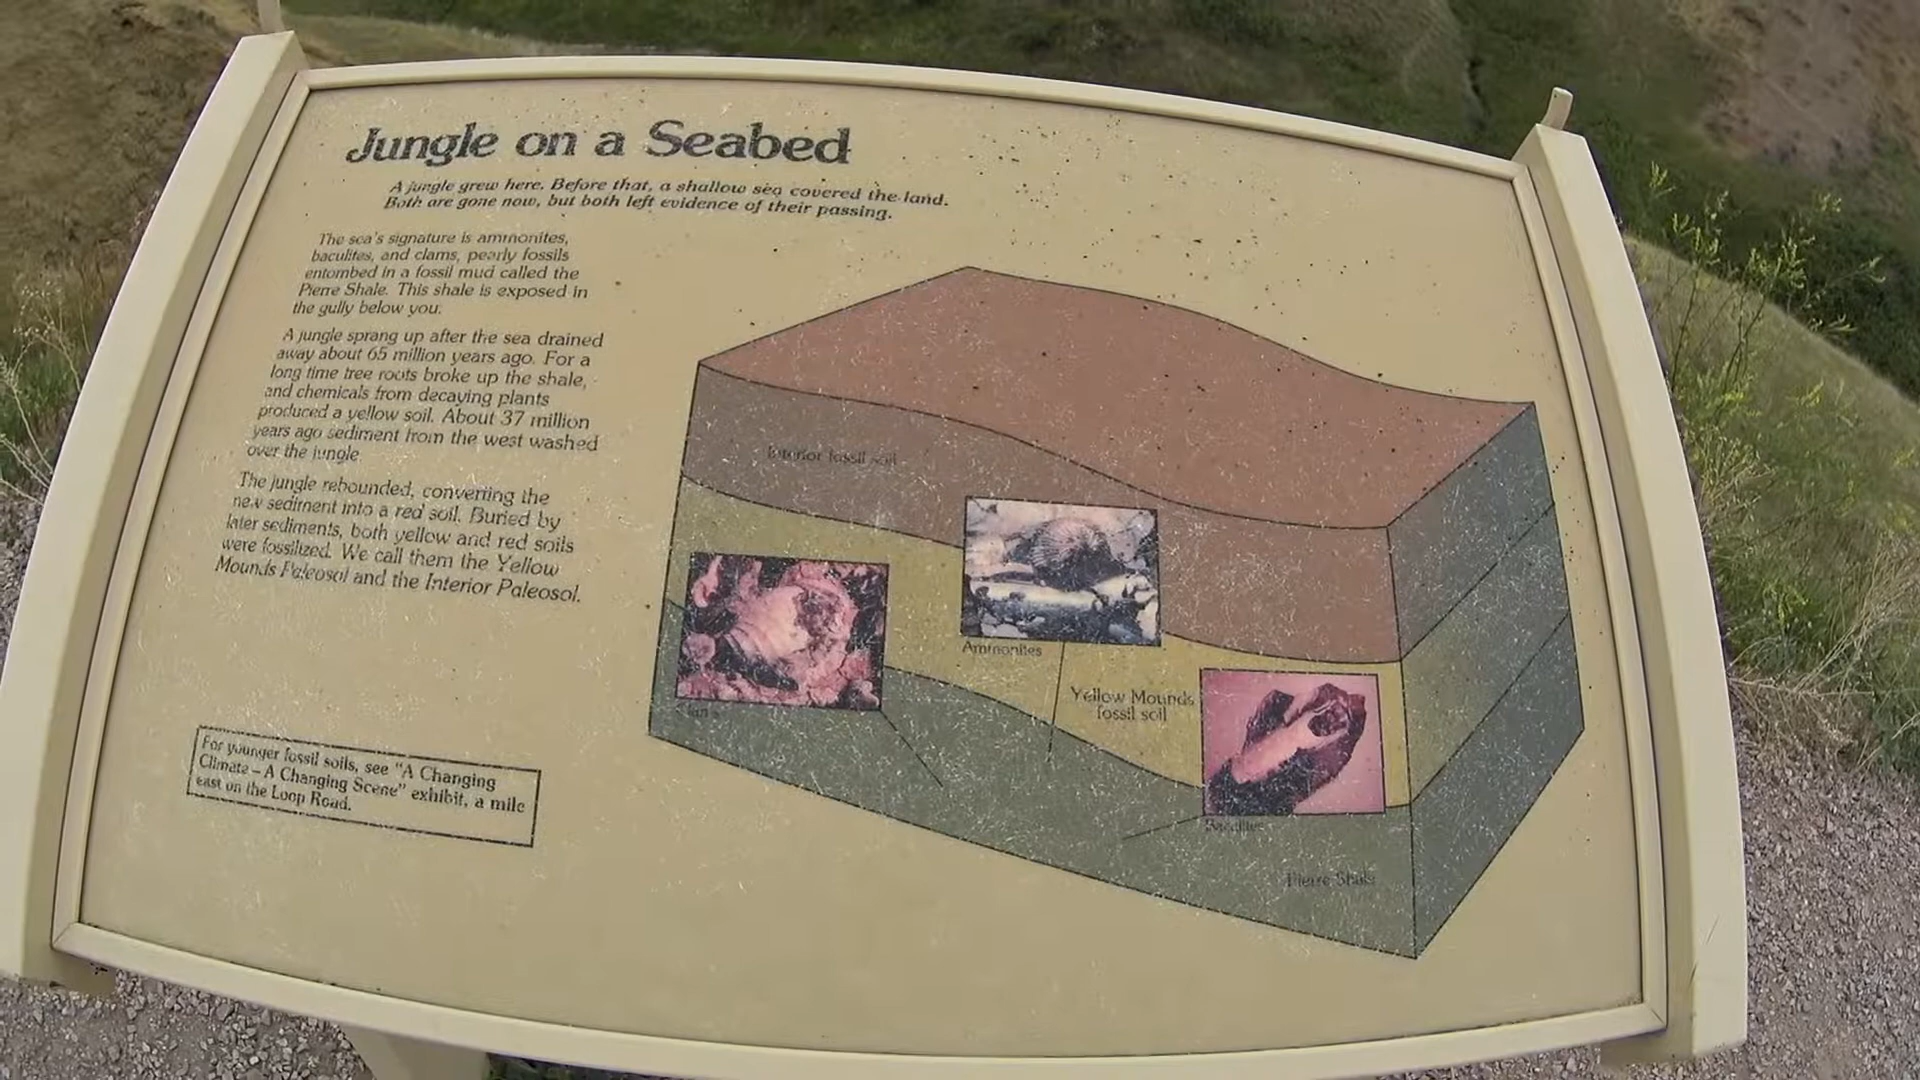 Jungle on a Seabed
A jungle grew here. Before that, a shallow sea covered the land.
Both are gone now, but both left evidence of their passing.
The sea's signature is ammonites,
baculites, and clams, pearly fossils
entombed in a fossil mud called the
Pierre Shale. This shale is exposed in
the gully below you.
A jungle sprang up after the sea drained
away about 65 million years ago. For a
long time tree roots broke up the shale,
and chemicals from decaying plants
produced a yellow soil. About 37 million
years ago sediment from the west washed
over the jungle.
The jungle rebounded, converting the
new sediment into a red soil. Buried by
later sediments, both yellow and red soils
were fossilized. We call them the Yellow
Mounds Paleosol and the Interior Paleosol.
For younger fossil soils, see "A Changing
Climate – A Changing Scene" exhibit, a mile
east on the Loop Road.
Interior fossil soil
Ammonites
Yellow Mounds
fossil soil
Clams
Baculites
Pierre Shale